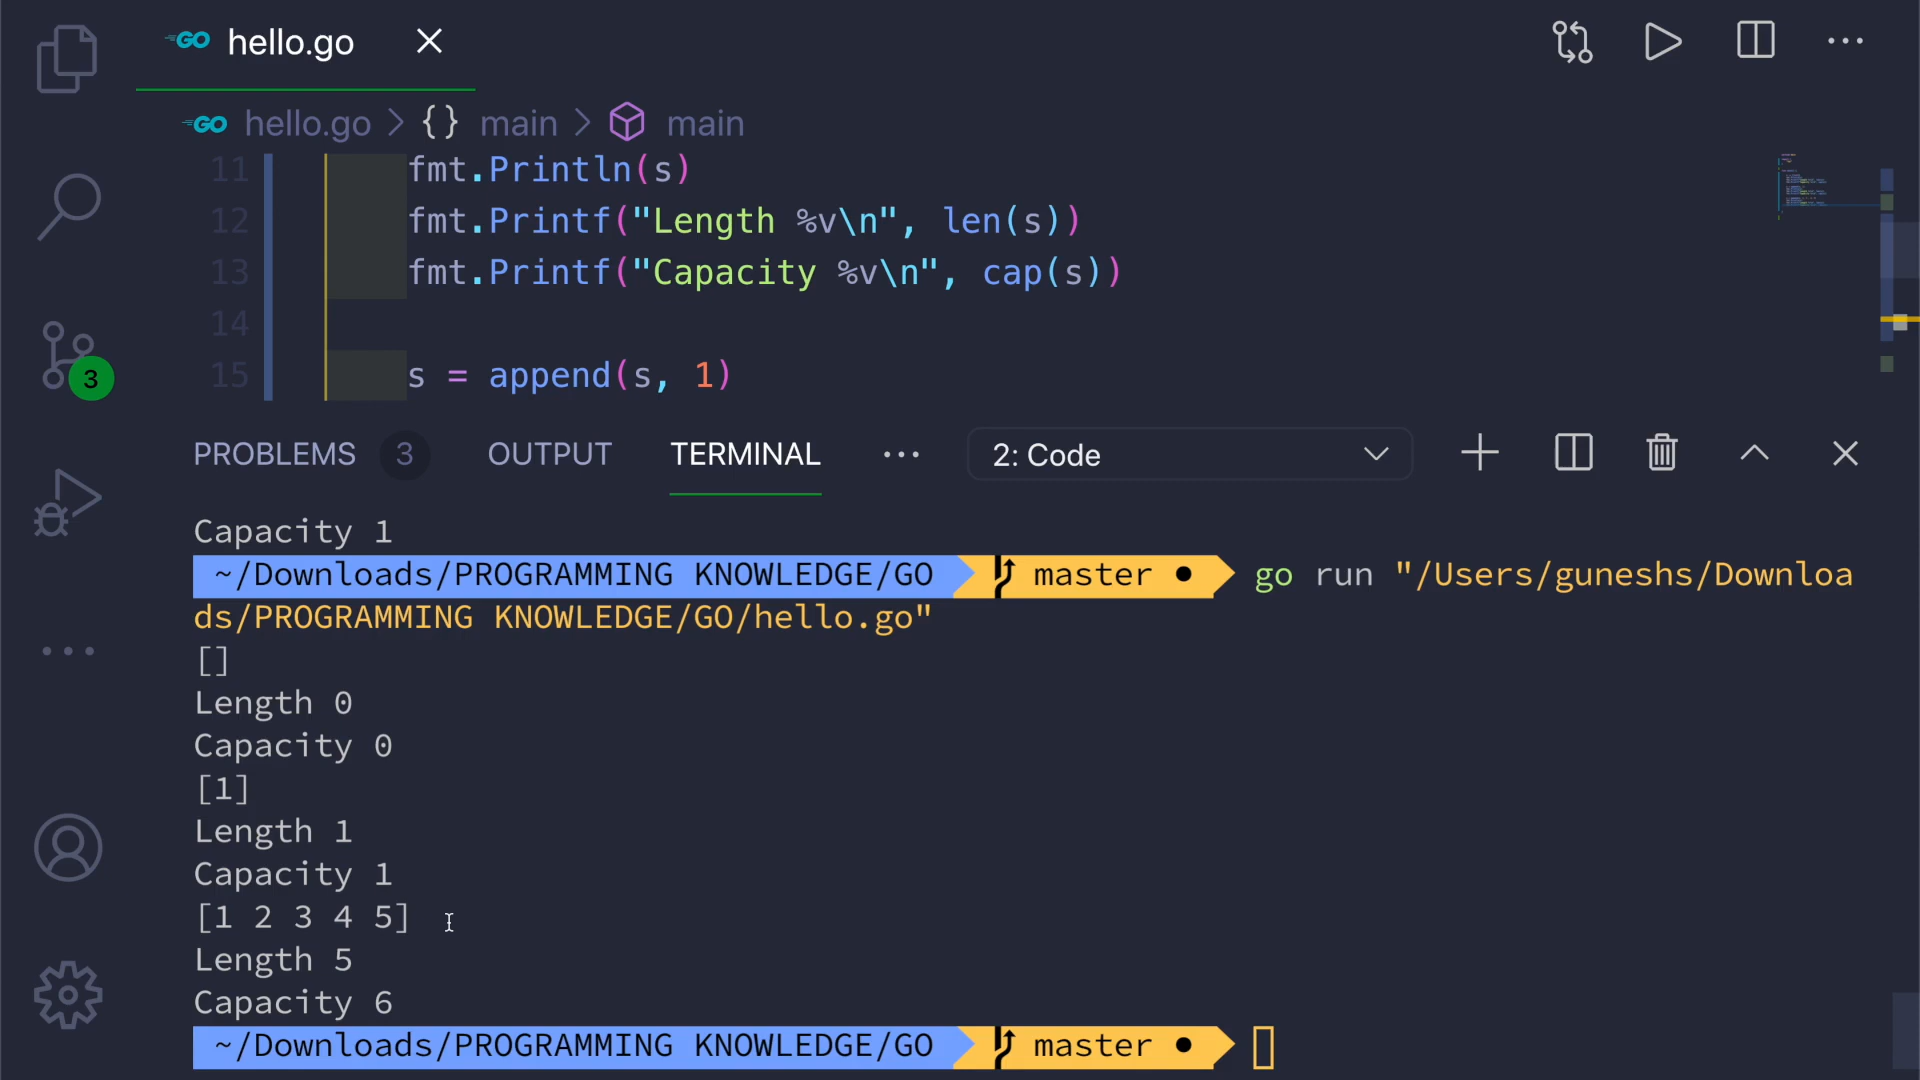 GO hello.go
GO hello.go > {} main > main
11 fmt.Println(s)
12 fmt.Printf("Length %v\n", len(s))
13 fmt.Printf("Capacity %v\n", cap(s))
14
15 s = append(s, 1)
3
PROBLEMS 3 OUTPUT TERMINAL ··· 2: Code
Capacity 1
~/Downloads/PROGRAMMING KNOWLEDGE/GO master ● go run "/Users/guneshs/Downloa
ds/PROGRAMMING KNOWLEDGE/GO/hello.go"
[]
Length 0
Capacity 0
[1]
Length 1
Capacity 1
[1 2 3 4 5]
Length 5
Capacity 6
~/Downloads/PROGRAMMING KNOWLEDGE/GO master ●